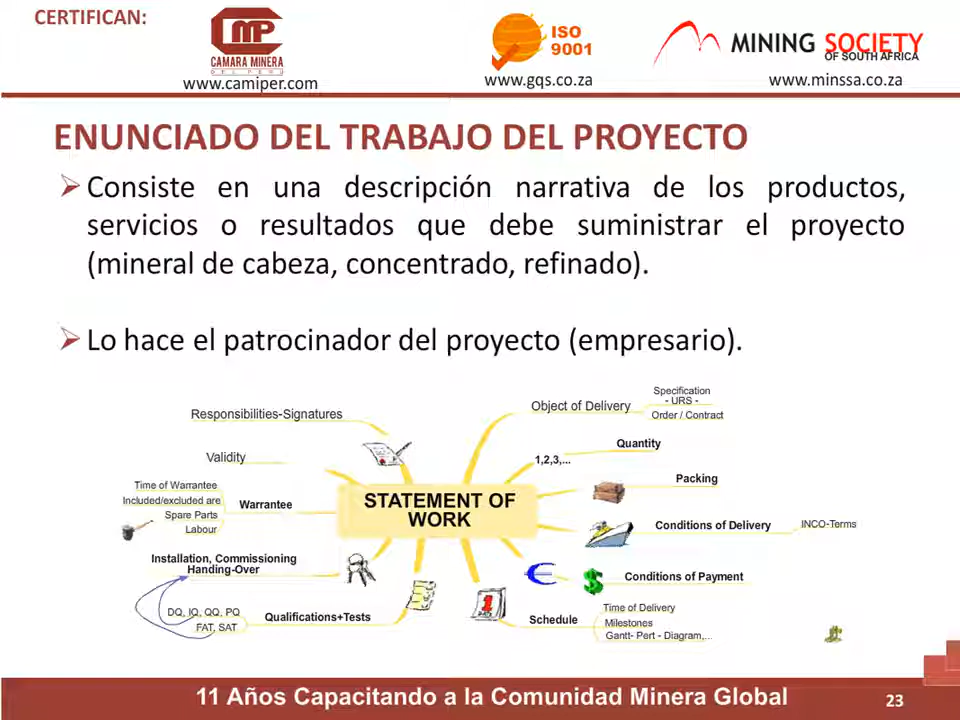 CERTIFICAN:
CMP
CAMARA MINERA
DEL PERU
www.camiper.com
ISO
9001
www.gqs.co.za
MINING SOCIETY
OF SOUTH AFRICA
www.minssa.co.za
ENUNCIADO DEL TRABAJO DEL PROYECTO
Consiste en una descripción narrativa de los productos,
servicios o resultados que debe suministrar el proyecto
(mineral de cabeza, concentrado, refinado).
Lo hace el patrocinador del proyecto (empresario).
STATEMENT OF
WORK
Object of Delivery
Specification
- URS -
Order / Contract
Quantity
1,2,3,...
Packing
Conditions of Delivery
INCO-Terms
Conditions of Payment
€
$
Schedule
1
Time of Delivery
Milestones
Gantt- Pert - Diagram,...
Responsibilities-Signatures
Validity
Warrantee
Time of Warrantee
Included/excluded are
Spare Parts
Labour
Installation, Commissioning
Handing-Over
Qualifications+Tests
DQ, IQ, QQ, PQ
FAT, SAT
11 Años Capacitando a la Comunidad Minera Global
23